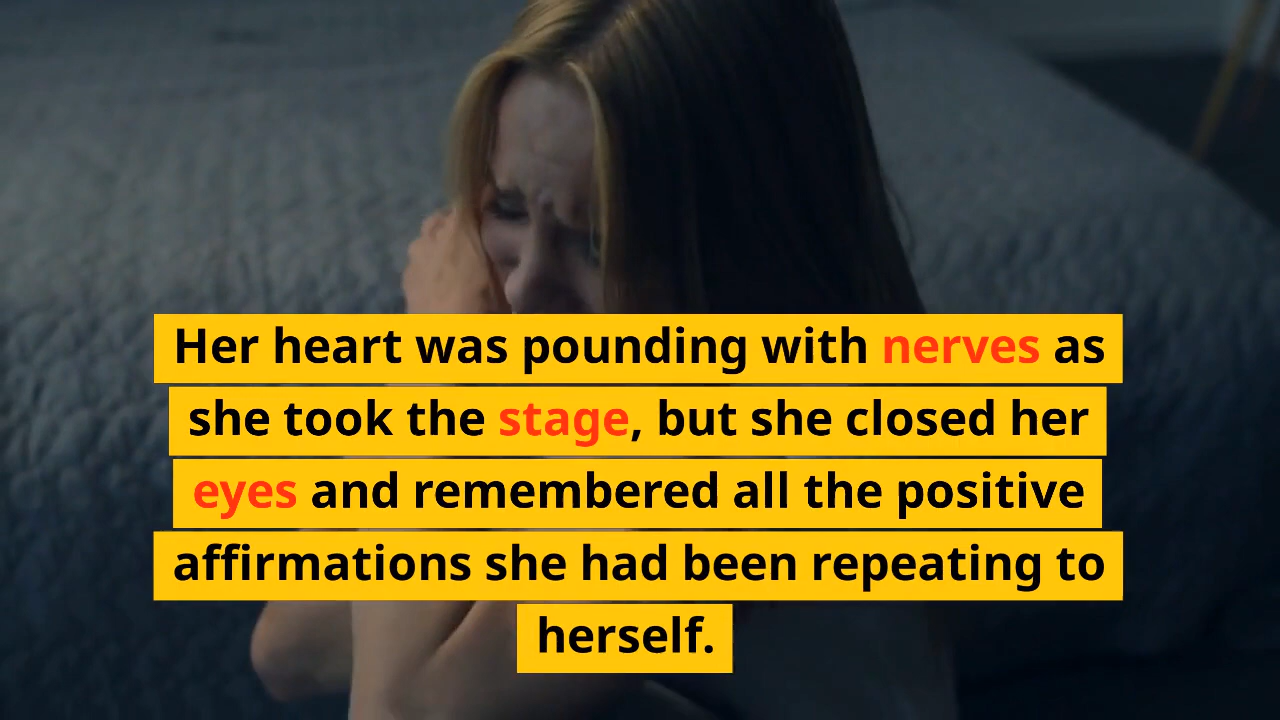 Her heart was pounding with nerves as
she took the stage, but she closed her
eyes and remembered all the positive
affirmations she had been repeating to
herself.